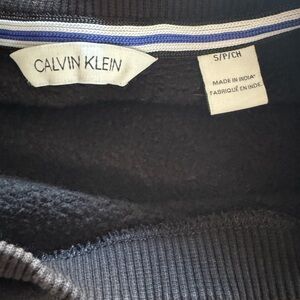 CALVIN KLEIN
S/P/CH
MADE IN INDIA
FABRIQUÉ EN INDE